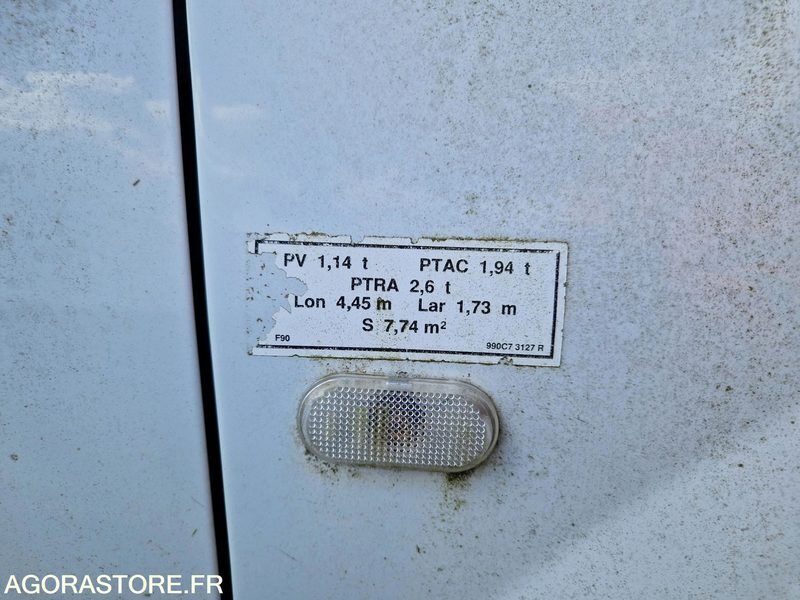 PV 1,14 t PTAC 1,94 t
PTRA 2,6 t
Lon 4,45 m Lar 1,73 m
S 7,74 m²
F90 990C7 3127 R
AGORASTORE.FR